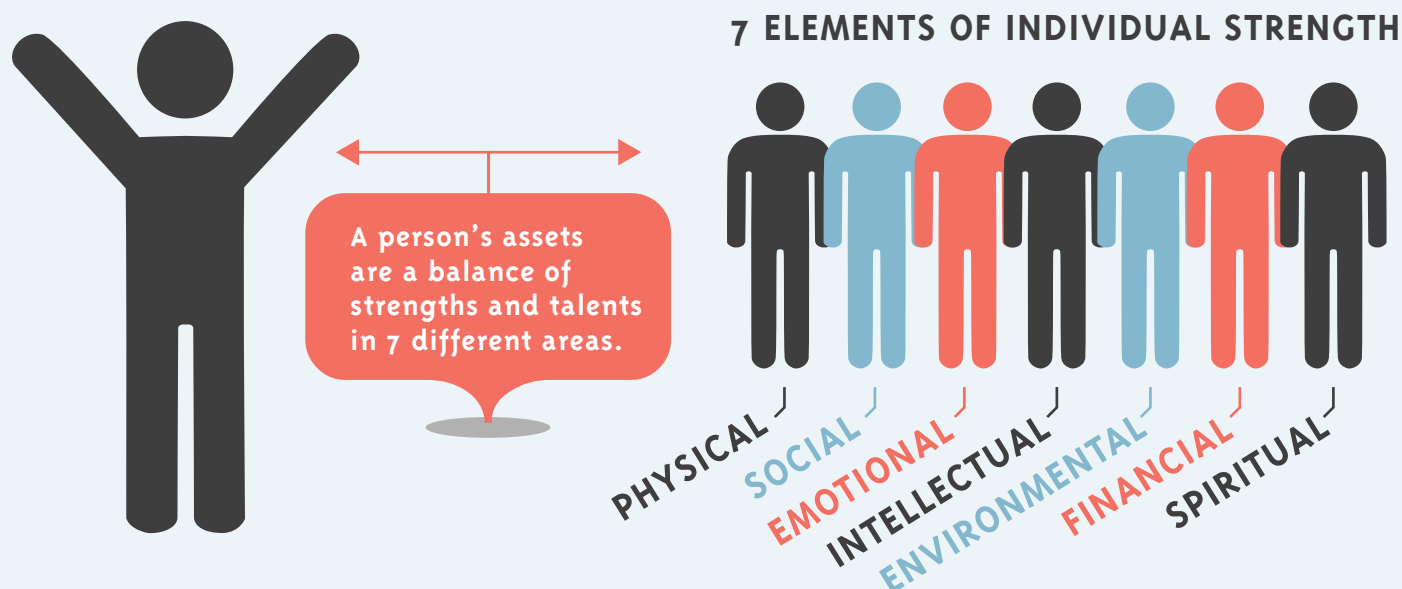 7 ELEMENTS OF INDIVIDUAL STRENGTH
A person's assets
are a balance of
strengths and talents
in 7 different areas.
PHYSICAL
SOCIAL
EMOTIONAL
INTELLECTUAL
ENVIRONMENTAL
FINANCIAL
SPIRITUAL